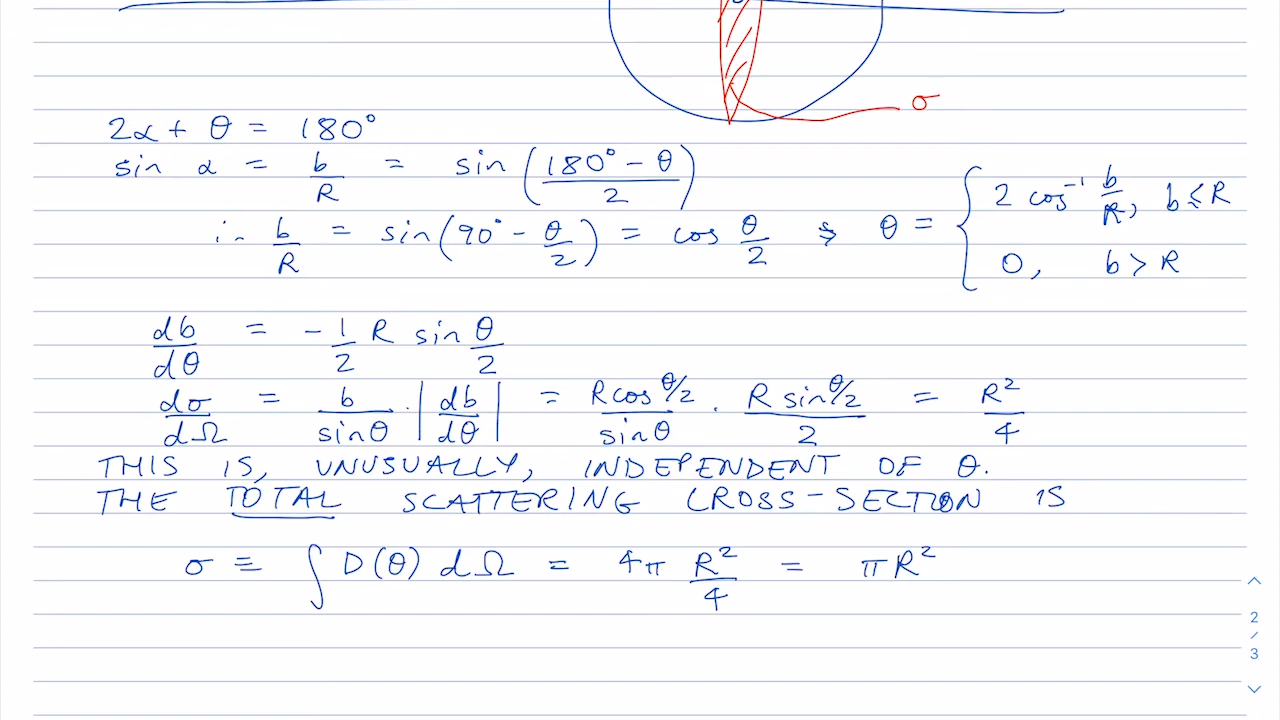 σ
2α + θ = 180°
sin α = b/R = sin((180° - θ)/2)
b/R = sin(90° - θ/2) = cos θ/2 ⇒ θ = { 2 cos⁻¹ b/R, b ≤ R
0, b > R
db/dθ = -1/2 R sin θ/2
dσ/dΩ = b/sinθ · |db/dθ| = R cos θ/2 / sinθ · R sin θ/2 / 2 = R²/4
THIS IS, UNUSUALLY, INDEPENDENT OF θ.
THE TOTAL SCATTERING CROSS-SECTION IS
σ ≡ ∫ D(θ) dΩ = 4π R²/4 = πR²
2
/
3